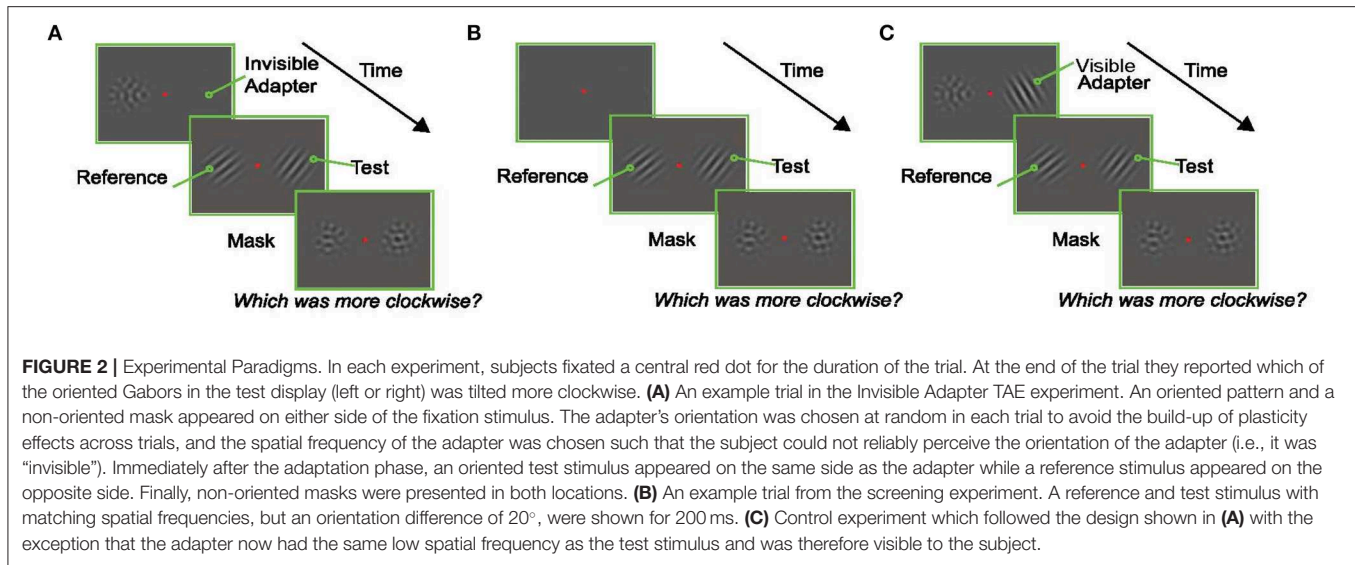 A
Invisible
Adapter
Time
Reference
Test
Mask
Which was more clockwise?
B
Time
Reference
Test
Mask
Which was more clockwise?
C
Visible
Adapter
Time
Reference
Test
Mask
Which was more clockwise?
FIGURE 2 | Experimental Paradigms. In each experiment, subjects fixated a central red dot for the duration of the trial. At the end of the trial they reported which of
the oriented Gabors in the test display (left or right) was tilted more clockwise. (A) An example trial in the Invisible Adapter TAE experiment. An oriented pattern and a
non-oriented mask appeared on either side of the fixation stimulus. The adapter's orientation was chosen at random in each trial to avoid the build-up of plasticity
effects across trials, and the spatial frequency of the adapter was chosen such that the subject could not reliably perceive the orientation of the adapter (i.e., it was
“invisible”). Immediately after the adaptation phase, an oriented test stimulus appeared on the same side as the adapter while a reference stimulus appeared on the
opposite side. Finally, non-oriented masks were presented in both locations. (B) An example trial from the screening experiment. A reference and test stimulus with
matching spatial frequencies, but an orientation difference of 20°, were shown for 200 ms. (C) Control experiment which followed the design shown in (A) with the
exception that the adapter now had the same low spatial frequency as the test stimulus and was therefore visible to the subject.